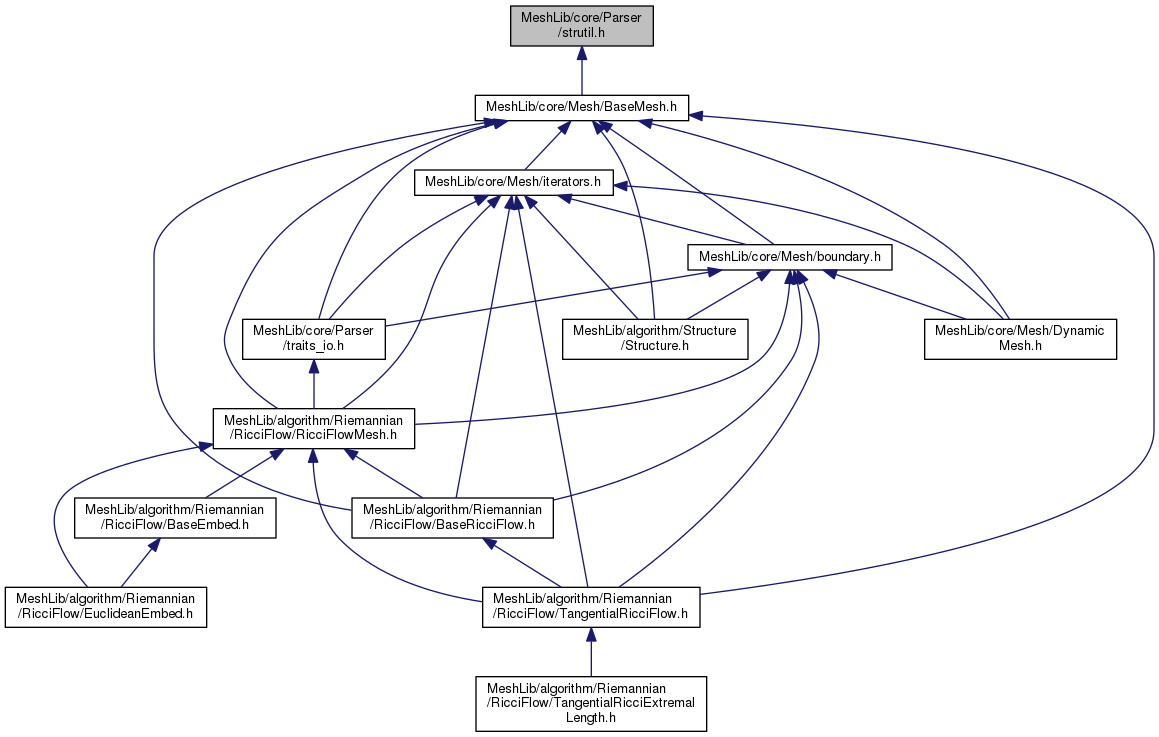 MeshLib/core/Parser
/strutil.h
MeshLib/core/Mesh/BaseMesh.h
MeshLib/core/Mesh/iterators.h
MeshLib/core/Mesh/boundary.h
MeshLib/core/Parser
/traits_io.h
MeshLib/algorithm/Structure
/Structure.h
MeshLib/core/Mesh/Dynamic
Mesh.h
MeshLib/algorithm/Riemannian
/RicciFlow/RicciFlowMesh.h
MeshLib/algorithm/Riemannian
/RicciFlow/BaseEmbed.h
MeshLib/algorithm/Riemannian
/RicciFlow/BaseRicciFlow.h
MeshLib/algorithm/Riemannian
/RicciFlow/EuclideanEmbed.h
MeshLib/algorithm/Riemannian
/RicciFlow/TangentialRicciFlow.h
MeshLib/algorithm/Riemannian
/RicciFlow/TangentialRicciExtremal
Length.h